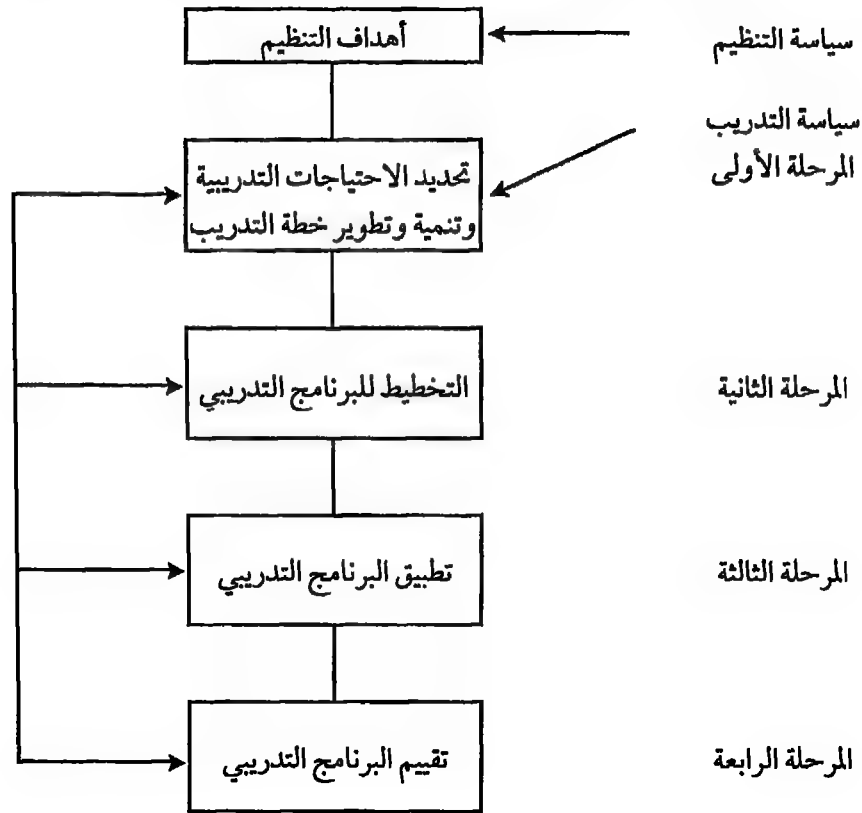 سياسة التنظيم
أهداف التنظيم
سياسة التدريب
المرحلة الأولى
تحديد الاحتياجات التدريبية
وتنمية وتطوير خطة التدريب
المرحلة الثانية
التخطيط للبرنامج التدريبي
المرحلة الثالثة
تطبيق البرنامج التدريبي
المرحلة الرابعة
تقييم البرنامج التدريبي